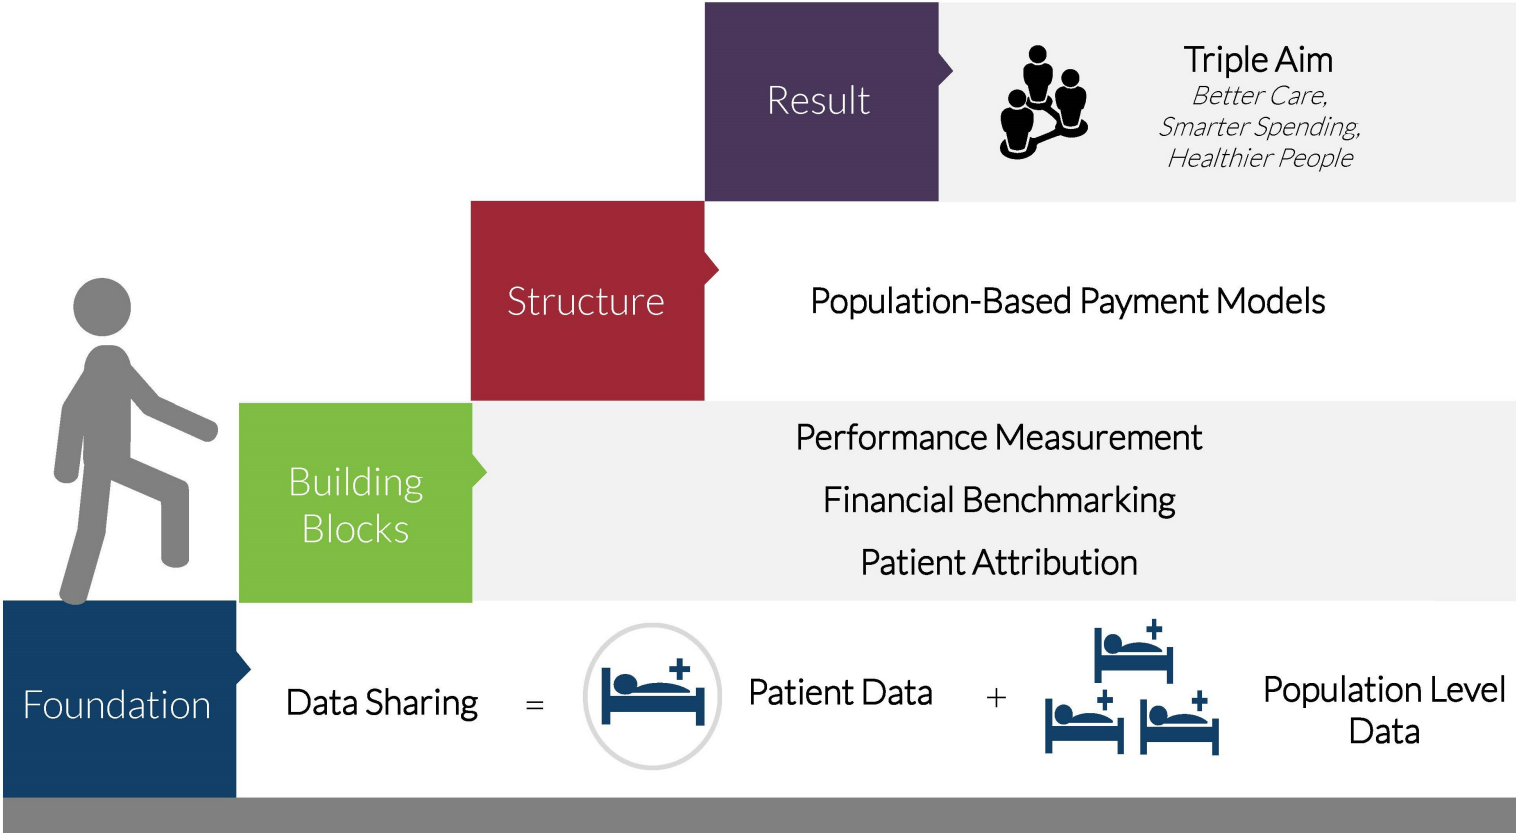 Result
Triple Aim
Better Care,
Smarter Spending,
Healthier People
Structure
Population-Based Payment Models
Building
Blocks
Performance Measurement
Financial Benchmarking
Patient Attribution
Foundation
Data Sharing = Patient Data + Population Level
Data